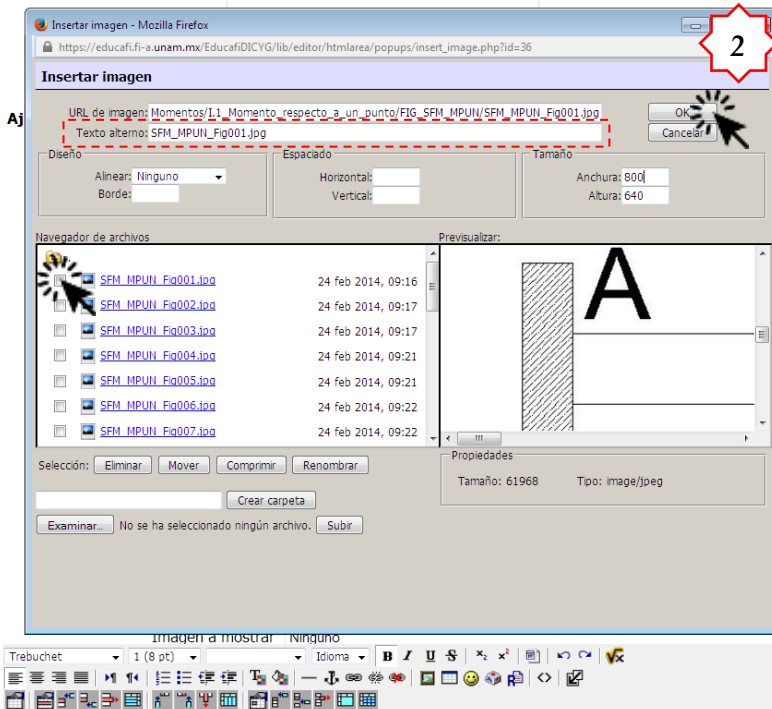 Insertar imagen - Mozilla Firefox
https://educafi.fi-a.unam.mx/EducafiDICYG/lib/editor/htmlarea/popups/insert_image.php?id=36
2
Insertar imagen
Aj
URL de imagen: Momentos/I.1_Momento_respecto_a_un_punto/FIG_SFM_MPUN/SFM_MPUN_Fig001.jpg OK
Texto alterno: SFM_MPUN_Fig001.jpg Cancelar
Diseño Espaciado Tamaño
Alinear: Ninguno Horizontal: Anchura: 800
Borde: Vertical: Altura: 640
Navegador de archivos Previsualizar:
SFM_MPUN_Fig001.jpg 24 feb 2014, 09:16
SFM_MPUN_Fig002.jpg 24 feb 2014, 09:17
SFM_MPUN_Fig003.jpg 24 feb 2014, 09:17
SFM_MPUN_Fig004.jpg 24 feb 2014, 09:21
SFM_MPUN_Fig005.jpg 24 feb 2014, 09:21
SFM_MPUN_Fig006.jpg 24 feb 2014, 09:22
SFM_MPUN_Fig007.jpg 24 feb 2014, 09:22
A
Selección: Eliminar Mover Comprimir Renombrar
Propiedades
Tamaño: 61968 Tipo: image/jpeg
Crear carpeta
Examinar... No se ha seleccionado ningún archivo. Subir
Imagen a mostrar Ninguno
Trebuchet 1 (8 pt) Idioma B I U S x₂ x²